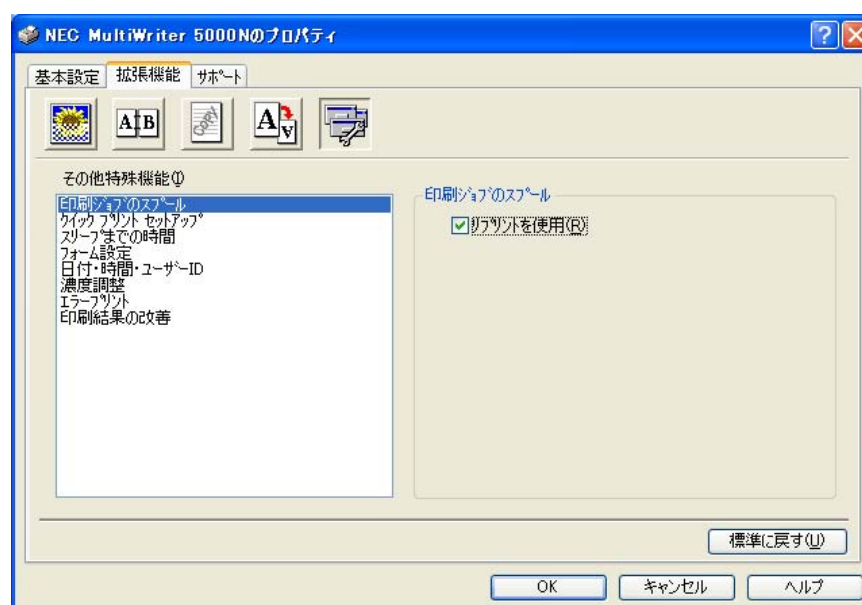 NEC MultiWriter 5000Nのプロパティ
基本設定 拡張機能 サポート
A B
Copy
A A
その他特殊機能(I)
印刷ジョブのスプール
クイック プリント セットアップ
スリープまでの時間
フォーム設定
日付・時間・ユーザーID
濃度調整
エラープリント
印刷結果の改善
印刷ジョブのスプール
リプリントを使用(R)
標準に戻す(U)
OK キャンセル ヘルプ